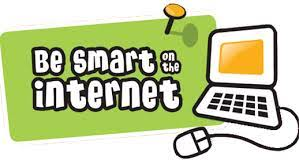 Be smart on the
internet